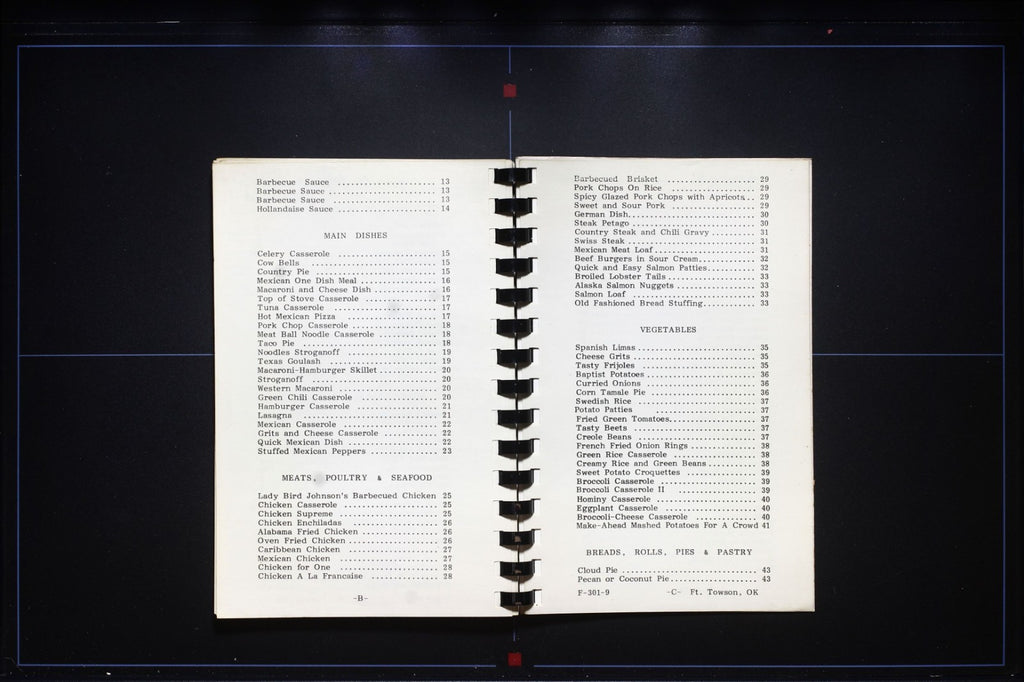 Barbecue Sauce ................... 13
Barbecue Sauce ................... 13
Barbecue Sauce ................... 13
Hollandaise Sauce ................... 14
MAIN DISHES
Celery Casserole ................... 15
Cow Bells ................... 15
Country Pie ................... 15
Mexican One Dish Meal ................... 16
Macaroni and Cheese Dish ................... 16
Top of Stove Casserole ................... 17
Tuna Casserole ................... 17
Hot Mexican Pizza ................... 17
Pork Chop Casserole ................... 18
Meat Ball Noodle Casserole ................... 18
Taco Pie ................... 18
Noodles Stroganoff ................... 19
Texas Goulash ................... 19
Macaroni-Hamburger Skillet ................... 20
Stroganoff ................... 20
Western Macaroni ................... 20
Green Chili Casserole ................... 20
Hamburger Casserole ................... 21
Lasagna ................... 21
Mexican Casserole ................... 22
Grits and Cheese Casserole ................... 22
Quick Mexican Dish ................... 22
Stuffed Mexican Peppers ................... 23
MEATS, POULTRY & SEAFOOD
Lady Bird Johnson's Barbecued Chicken 25
Chicken Casserole ................... 25
Chicken Supreme ................... 25
Chicken Enchiladas ................... 26
Alabama Fried Chicken ................... 26
Oven Fried Chicken ................... 26
Caribbean Chicken ................... 27
Mexican Chicken ................... 27
Chicken for One ................... 28
Chicken A La Francaise ................... 28
-B-
Barbecued Brisket ................... 29
Pork Chops On Rice ................... 29
Spicy Glazed Pork Chops with Apricots... 29
Sweet and Sour Pork ................... 29
German Dish................... 30
Steak Petago ................... 30
Country Steak and Chili Gravy ................... 31
Swiss Steak ................... 31
Mexican Meat Loaf................... 31
Beef Burgers in Sour Cream................... 32
Quick and Easy Salmon Patties................... 32
Broiled Lobster Tails ................... 33
Alaska Salmon Nuggets ................... 33
Salmon Loaf ................... 33
Old Fashioned Bread Stuffing................... 33
VEGETABLES
Spanish Limas ................... 35
Cheese Grits ................... 35
Tasty Frijoles ................... 35
Baptist Potatoes ................... 36
Curried Onions ................... 36
Corn Tamale Pie ................... 36
Swedish Rice ................... 37
Potato Patties ................... 37
Fried Green Tomatoes................... 37
Tasty Beets ................... 37
Creole Beans ................... 37
French Fried Onion Rings ................... 38
Green Rice Casserole ................... 38
Creamy Rice and Green Beans ................... 38
Sweet Potato Croquettes ................... 39
Broccoli Casserole ................... 39
Broccoli Casserole II ................... 39
Hominy Casserole ................... 40
Eggplant Casserole ................... 40
Broccoli-Cheese Casserole ................... 40
Make-Ahead Mashed Potatoes For A Crowd 41
BREADS, ROLLS, PIES & PASTRY
Cloud Pie ................... 43
Pecan or Coconut Pie................... 43
F-301-9 -C- Ft. Towson, OK